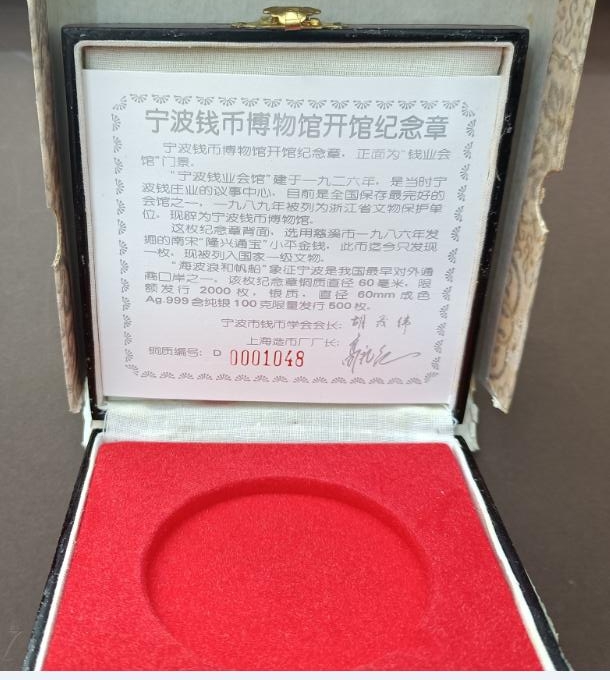 宁波钱币博物馆开馆纪念章
宁波钱币博物馆开馆纪念章，正面为“钱业会
馆”门景。
“宁波钱业会馆”建于一九二六年，是当时宁
波钱庄业的议事中心，目前是全国保存最完好的
会馆之一，一九八九年被列为浙江省文物保护单
位，现辟为宁波钱币博物馆。
这枚纪念章背面，选用慈溪市一九八六年发
掘的南宋“隆兴通宝”小平金钱，此币迄今只发现
一枚，现被列入国家一级文物。
“海波浪和帆船”象征宁波是我国最早对外通
商口岸之一。该枚纪念章铜质直径60毫米，限
额发行 2000 枚，银质，直径 60mm 成色
Ag.999含纯银100克限量发行500枚。
宁波市钱币学会会长：
上海造币厂厂长：
铜质编号：D 0001048